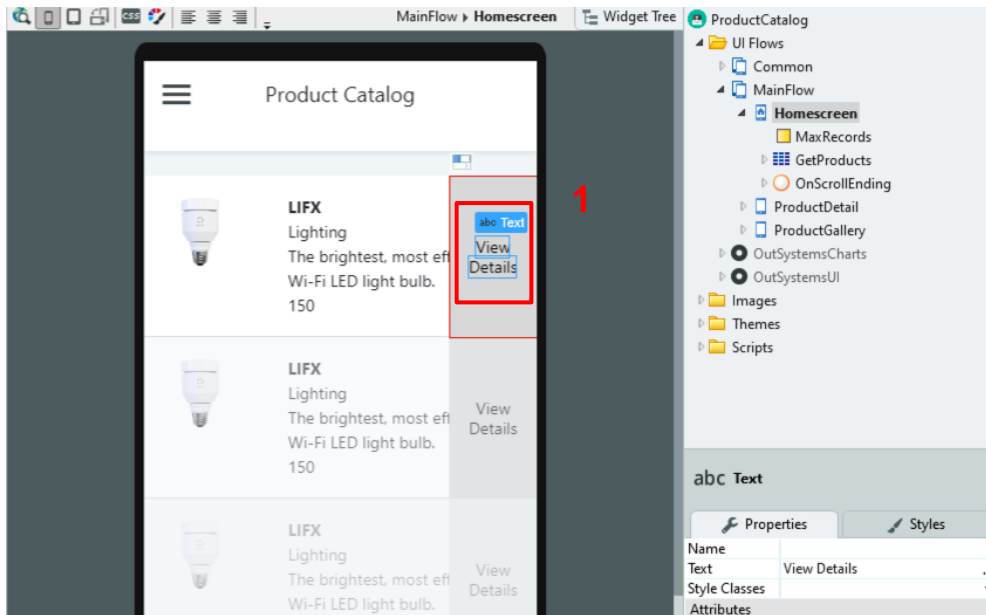 CSS
MainFlow
Homescreen
Widget Tree
ProductCatalog
UI Flows
Common
MainFlow
Homescreen
MaxRecords
GetProducts
OnScrollEnding
ProductDetail
ProductGallery
OutSystemsCharts
OutSystemsUI
Images
Themes
Scripts
Product Catalog
LIFX
Lighting
The brightest, most eff
Wi-Fi LED light bulb.
150
abc Text
View
Details
1
LIFX
Lighting
The brightest, most eff
Wi-Fi LED light bulb.
150
View
Details
LIFX
Lighting
The brightest, most eff
Wi-Fi LED light bulb.
View
Details
abc Text
Properties
Styles
Name
Text View Details
Style Classes
Attributes